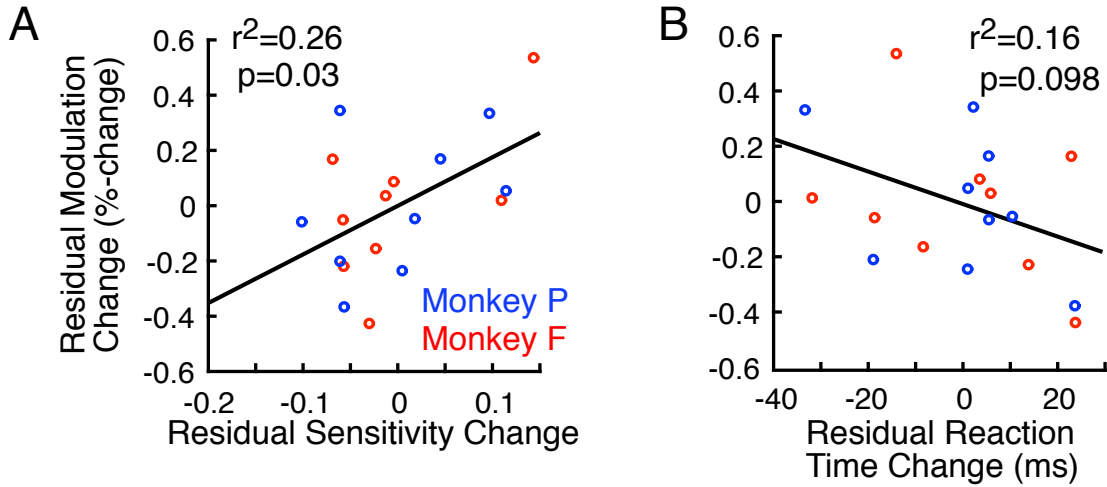 A
r²=0.26
p=0.03
Residual Modulation
Change (%-change)
0.6
0.4
0.2
0
-0.2
-0.4
-0.6
Monkey P
Monkey F
-0.2
-0.1
0
0.1
Residual Sensitivity Change
B
r²=0.16
p=0.098
0.6
0.4
0.2
0
-0.2
-0.4
-0.6
-40
-20
0
20
Residual Reaction
Time Change (ms)